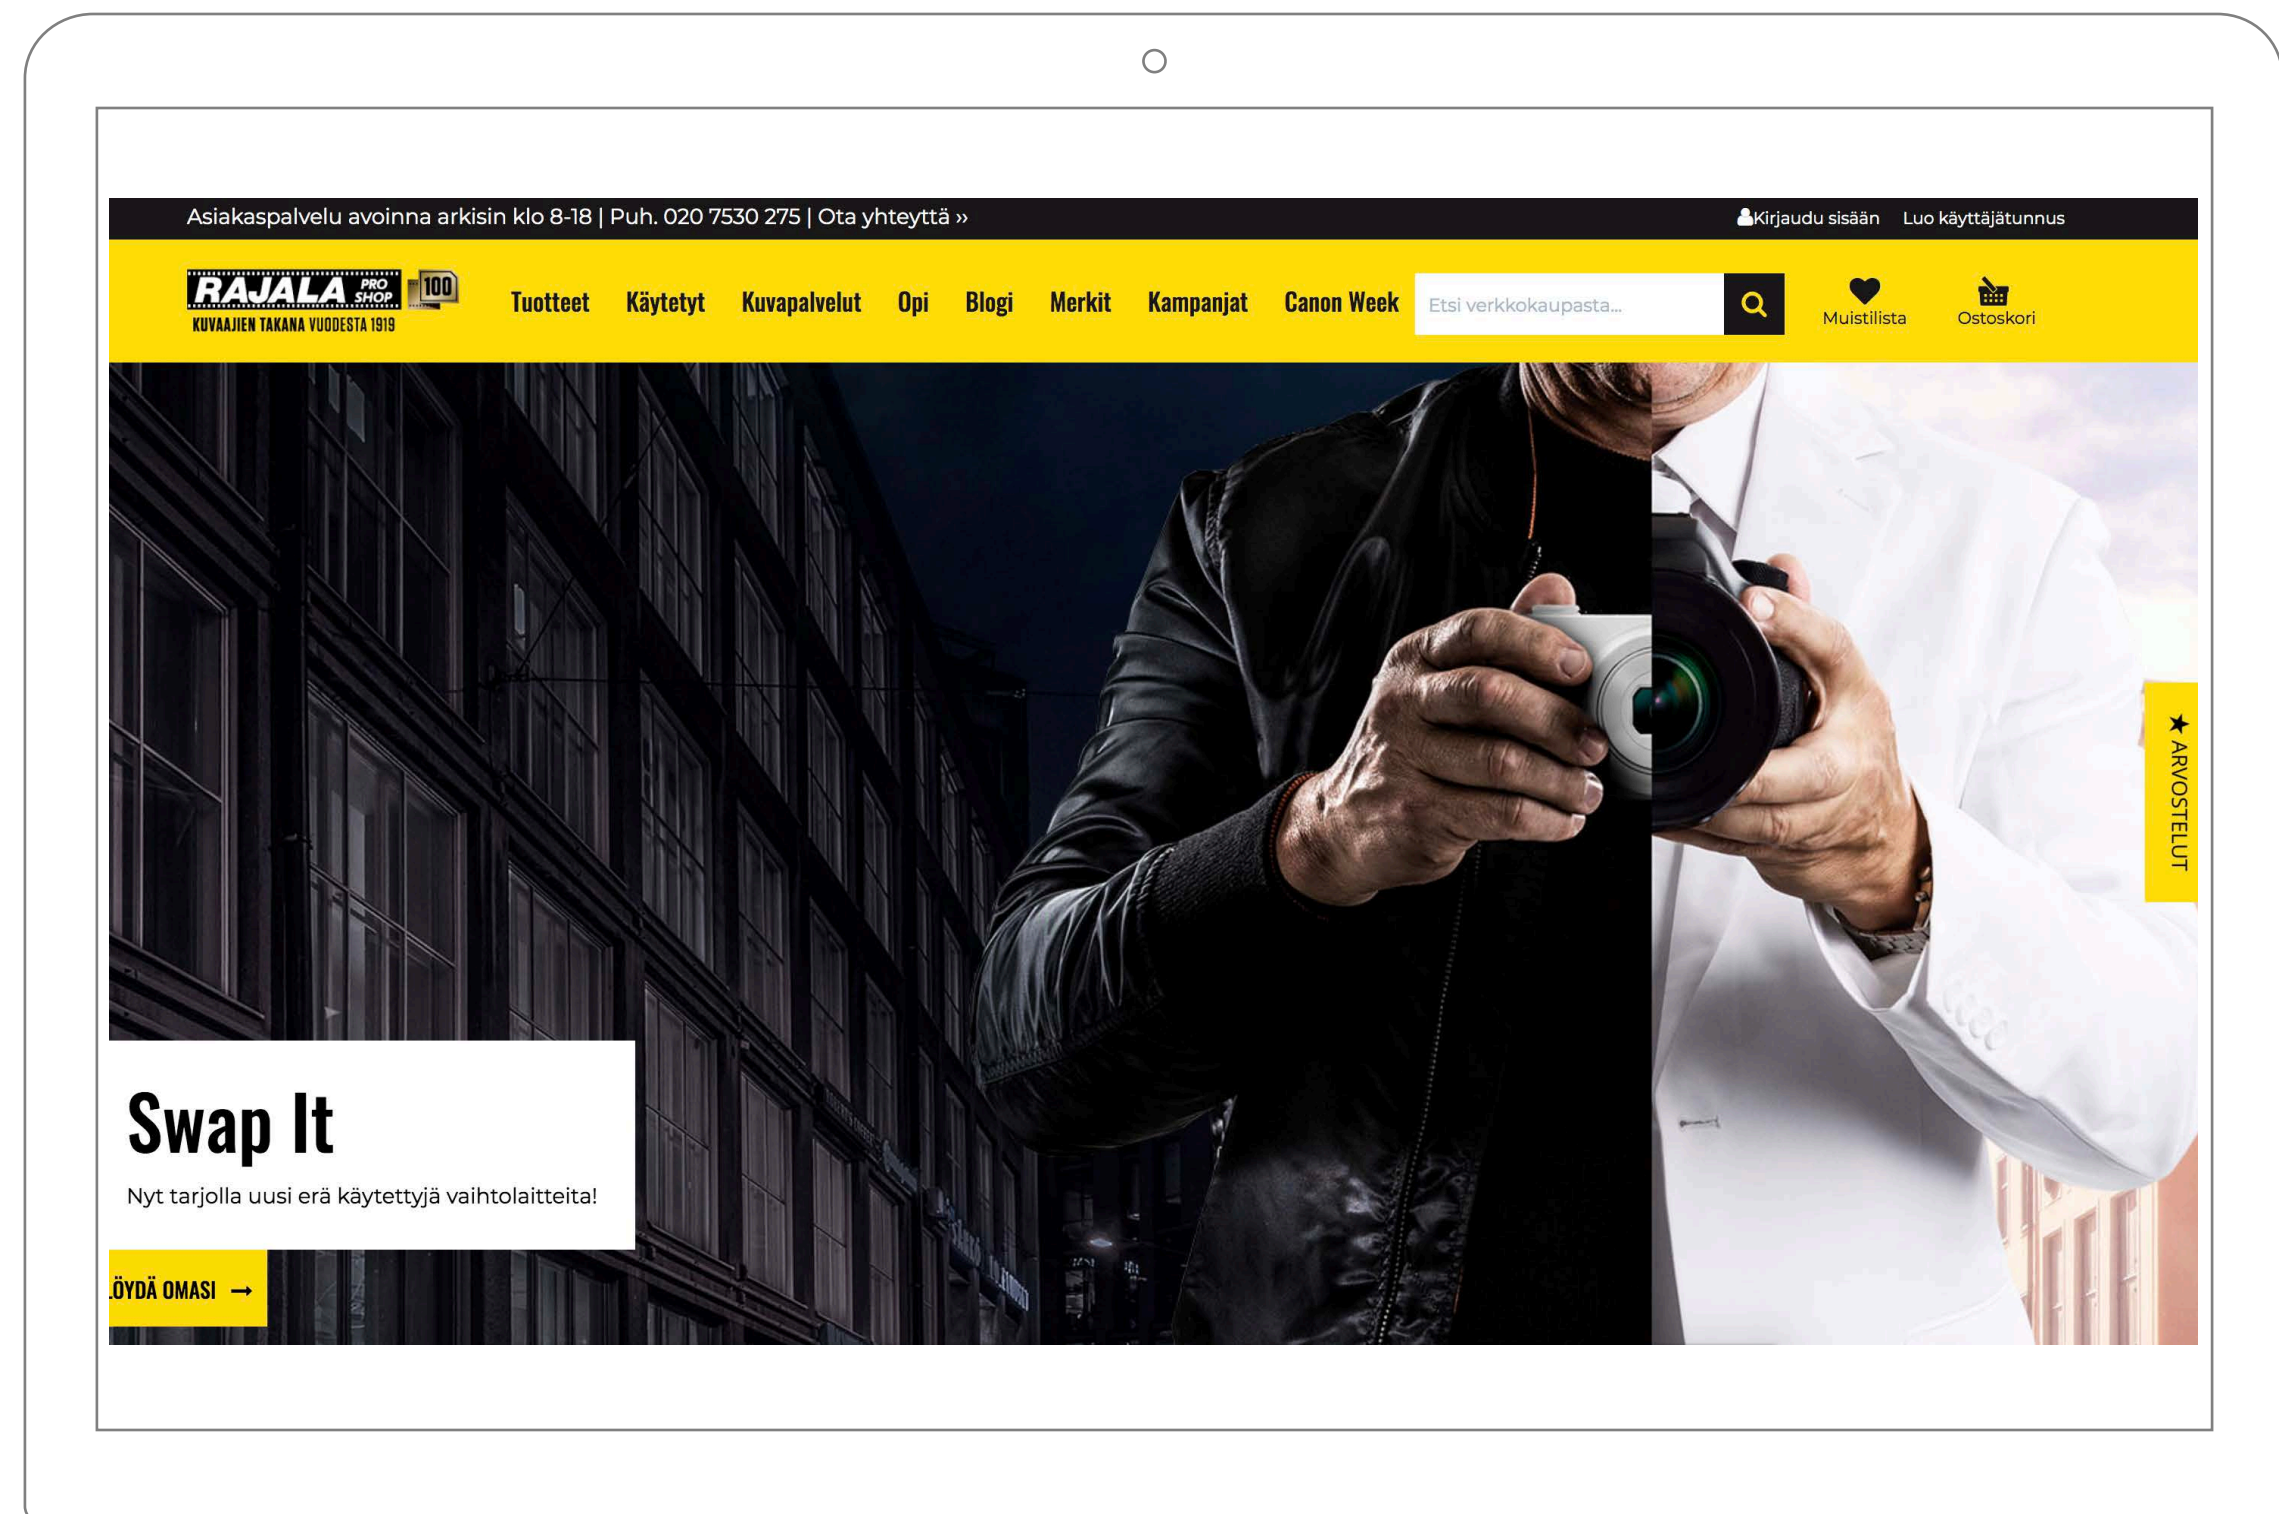 Asiakaspalvelu avoinna arkisin klo 8-18 | Puh. 020 7530 275 | Ota yhteyttä ››
Kirjaudu sisään Luo käyttäjätunnus
RAJALA PRO SHOP 100
KUVAAJIEN TAKANA VUODESTA 1919
Tuotteet Käytetyt Kuvapalvelut Opi Blogi Merkit Kampanjat Canon Week
Etsi verkkokaupasta...
Muistilista
Ostoskori
★ ARVOSTELUT
Swap It
Nyt tarjolla uusi erä käytettyjä vaihtolaitteita!
ÖYDÄ OMASI →